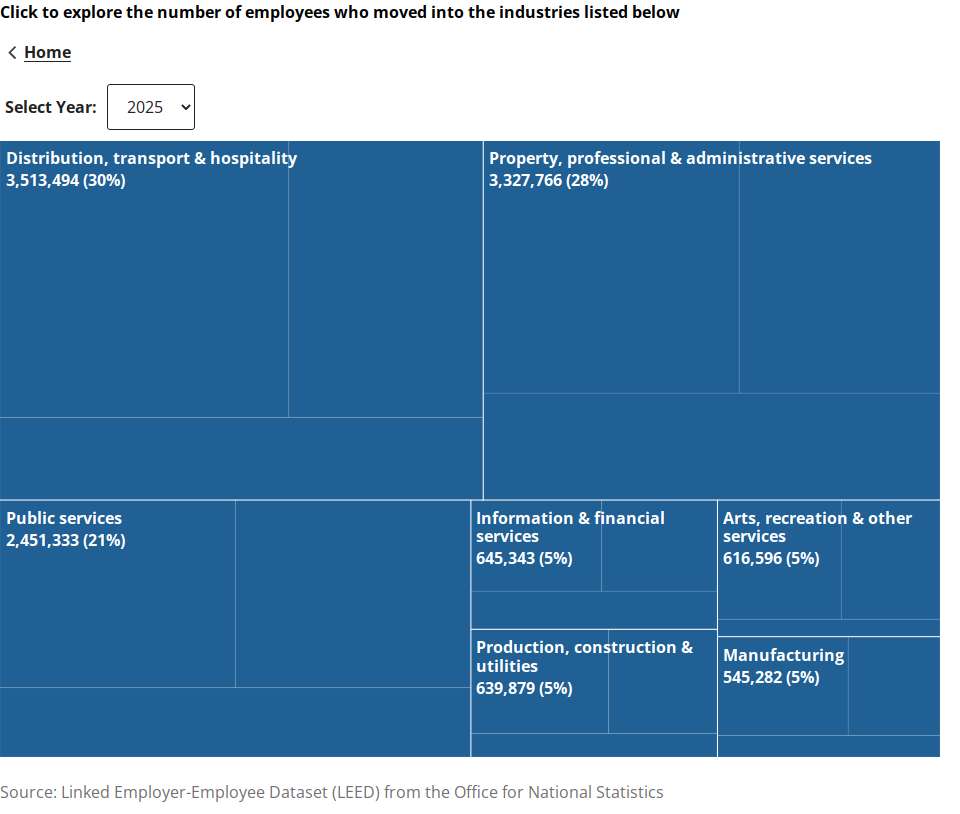 Click to explore the number of employees who moved into the industries listed below
Home
Select Year: 2025
Distribution, transport & hospitality
3,513,494 (30%)
Property, professional & administrative services
3,327,766 (28%)
Public services
2,451,333 (21%)
Information & financial
services
645,343 (5%)
Arts, recreation & other
services
616,596 (5%)
Production, construction &
utilities
639,879 (5%)
Manufacturing
545,282 (5%)
Source: Linked Employer-Employee Dataset (LEED) from the Office for National Statistics